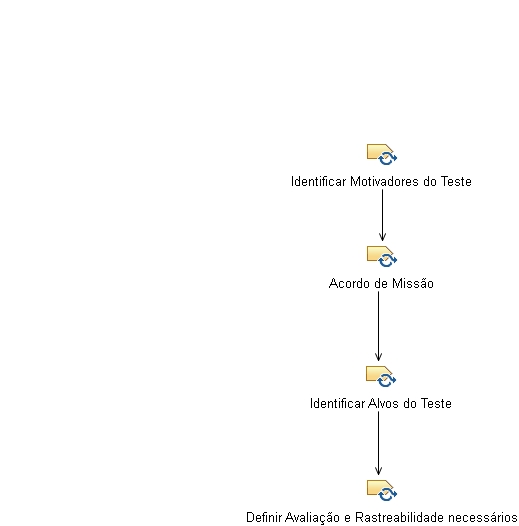 Identificar Motivadores do Teste
Acordo de Missão
Identificar Alvos do Teste
Definir Avaliação e Rastreabilidade necessários